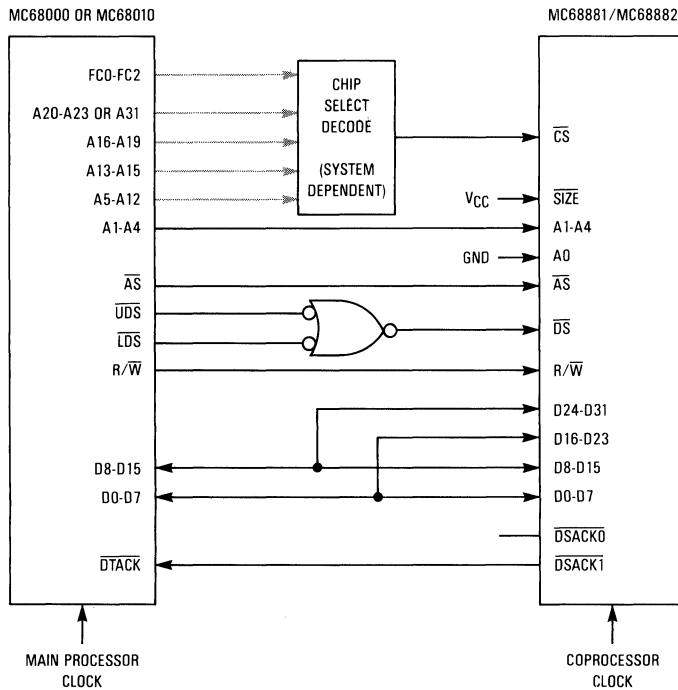 MC68000 OR MC68010
MC68881/MC68882
FC0-FC2
A20-A23 OR A31
A16-A19
A13-A15
A5-A12
A1-A4
AS
UDS
LDS
R/W
D8-D15
D0-D7
DTACK
CHIP
SELECT
DECODE
(SYSTEM
DEPENDENT)
VCC
GND
CS
SIZE
A1-A4
A0
AS
DS
R/W
D24-D31
D16-D23
D8-D15
D0-D7
DSACK0
DSACK1
MAIN PROCESSOR
CLOCK
COPROCESSOR
CLOCK